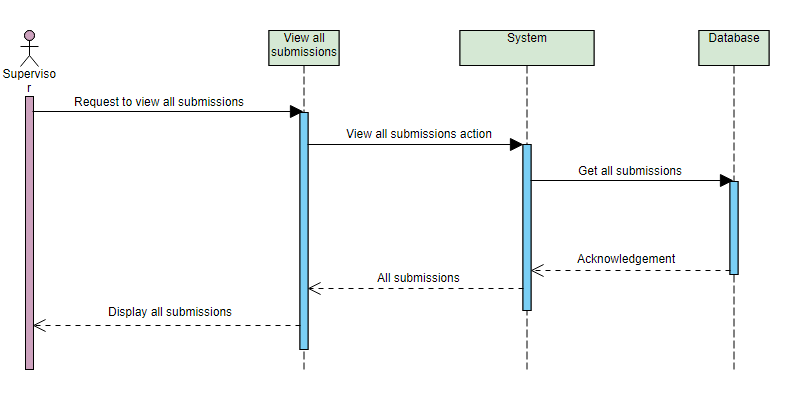 View all
submissions
System
Database
Superviso
r
Request to view all submissions
View all submissions action
Get all submissions
Acknowledgement
All submissions
Display all submissions